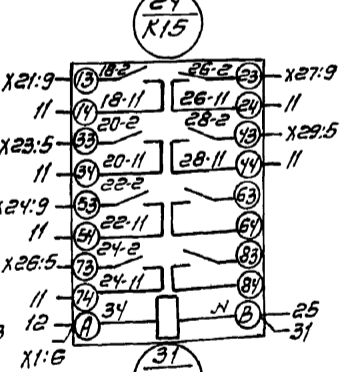 24
K15
X21:9 13 18-2 26-2 23 X27:9
11 14 18-11 26-11 24 11
X23:5 33 20-2 28-2 43 X29:5
11 34 20-11 28-11 44 11
X24:9 53 22-2 63
11 54 22-11 64
X26:5 73 24-2 83
11 74 24-11 84
12 A 34 N B 25
X1:6 31
31